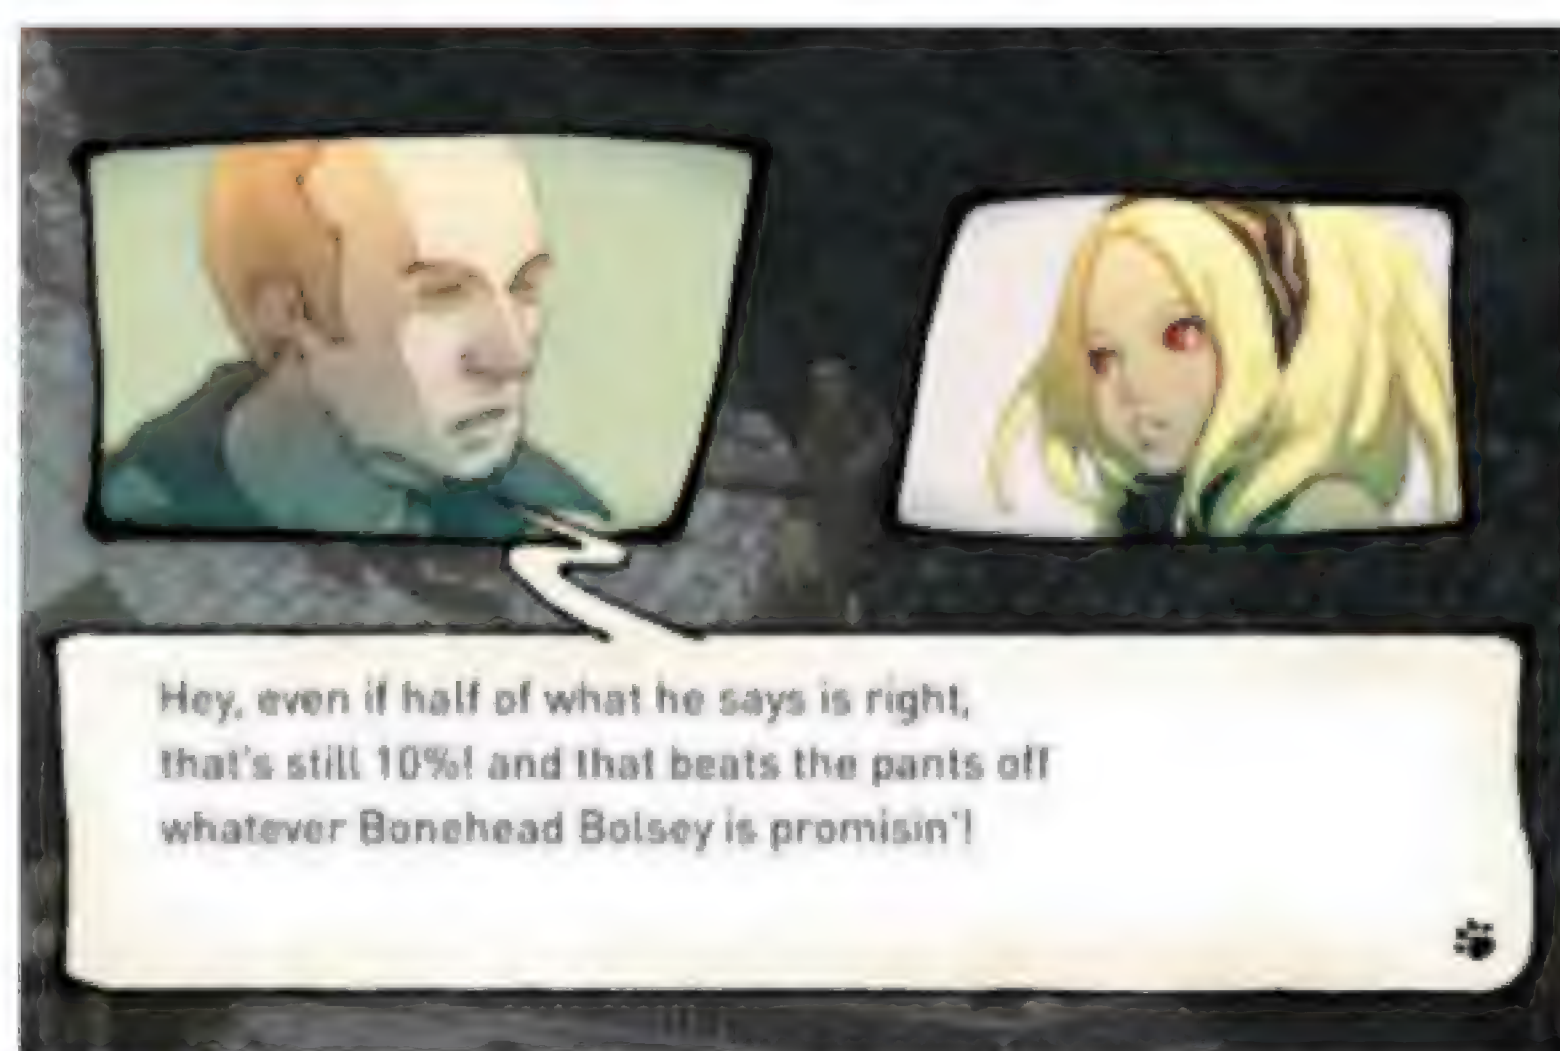 Hey, even if half of what he says is right,
that's still 10%! and that beats the pants off
whatever Bonehead Bolsey is promisin'!